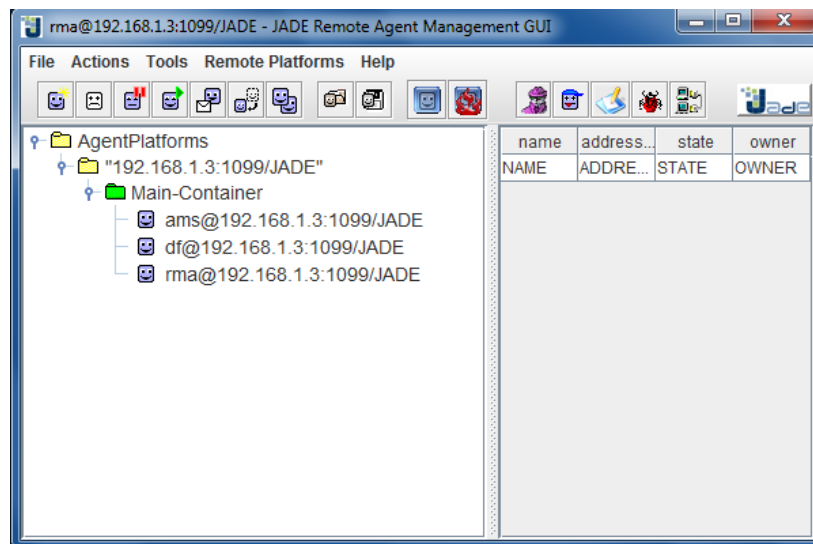 rma@192.168.1.3:1099/JADE - JADE Remote Agent Management GUI
File Actions Tools Remote Platforms Help
Jade
AgentPlatforms
"192.168.1.3:1099/JADE"
Main-Container
ams@192.168.1.3:1099/JADE
df@192.168.1.3:1099/JADE
rma@192.168.1.3:1099/JADE
name address... state owner
NAME ADDRE... STATE OWNER